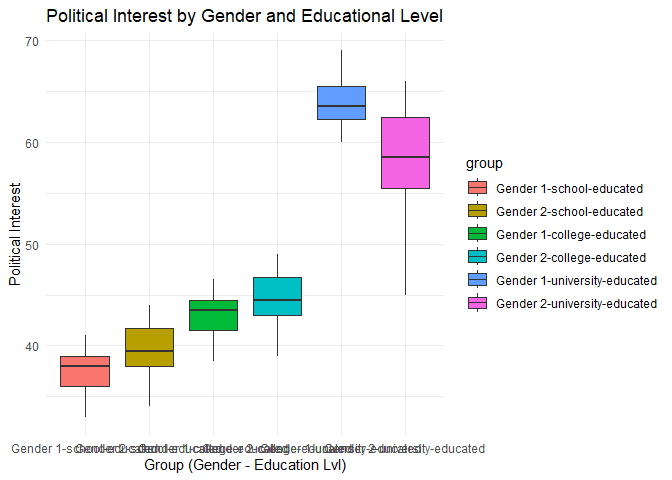 Political Interest by Gender and Educational Level
70
60
50
40
Political Interest
Group (Gender - Education Lvl)
group
Gender 1-school-educated
Gender 2-school-educated
Gender 1-college-educated
Gender 2-college-educated
Gender 1-university-educated
Gender 2-university-educated